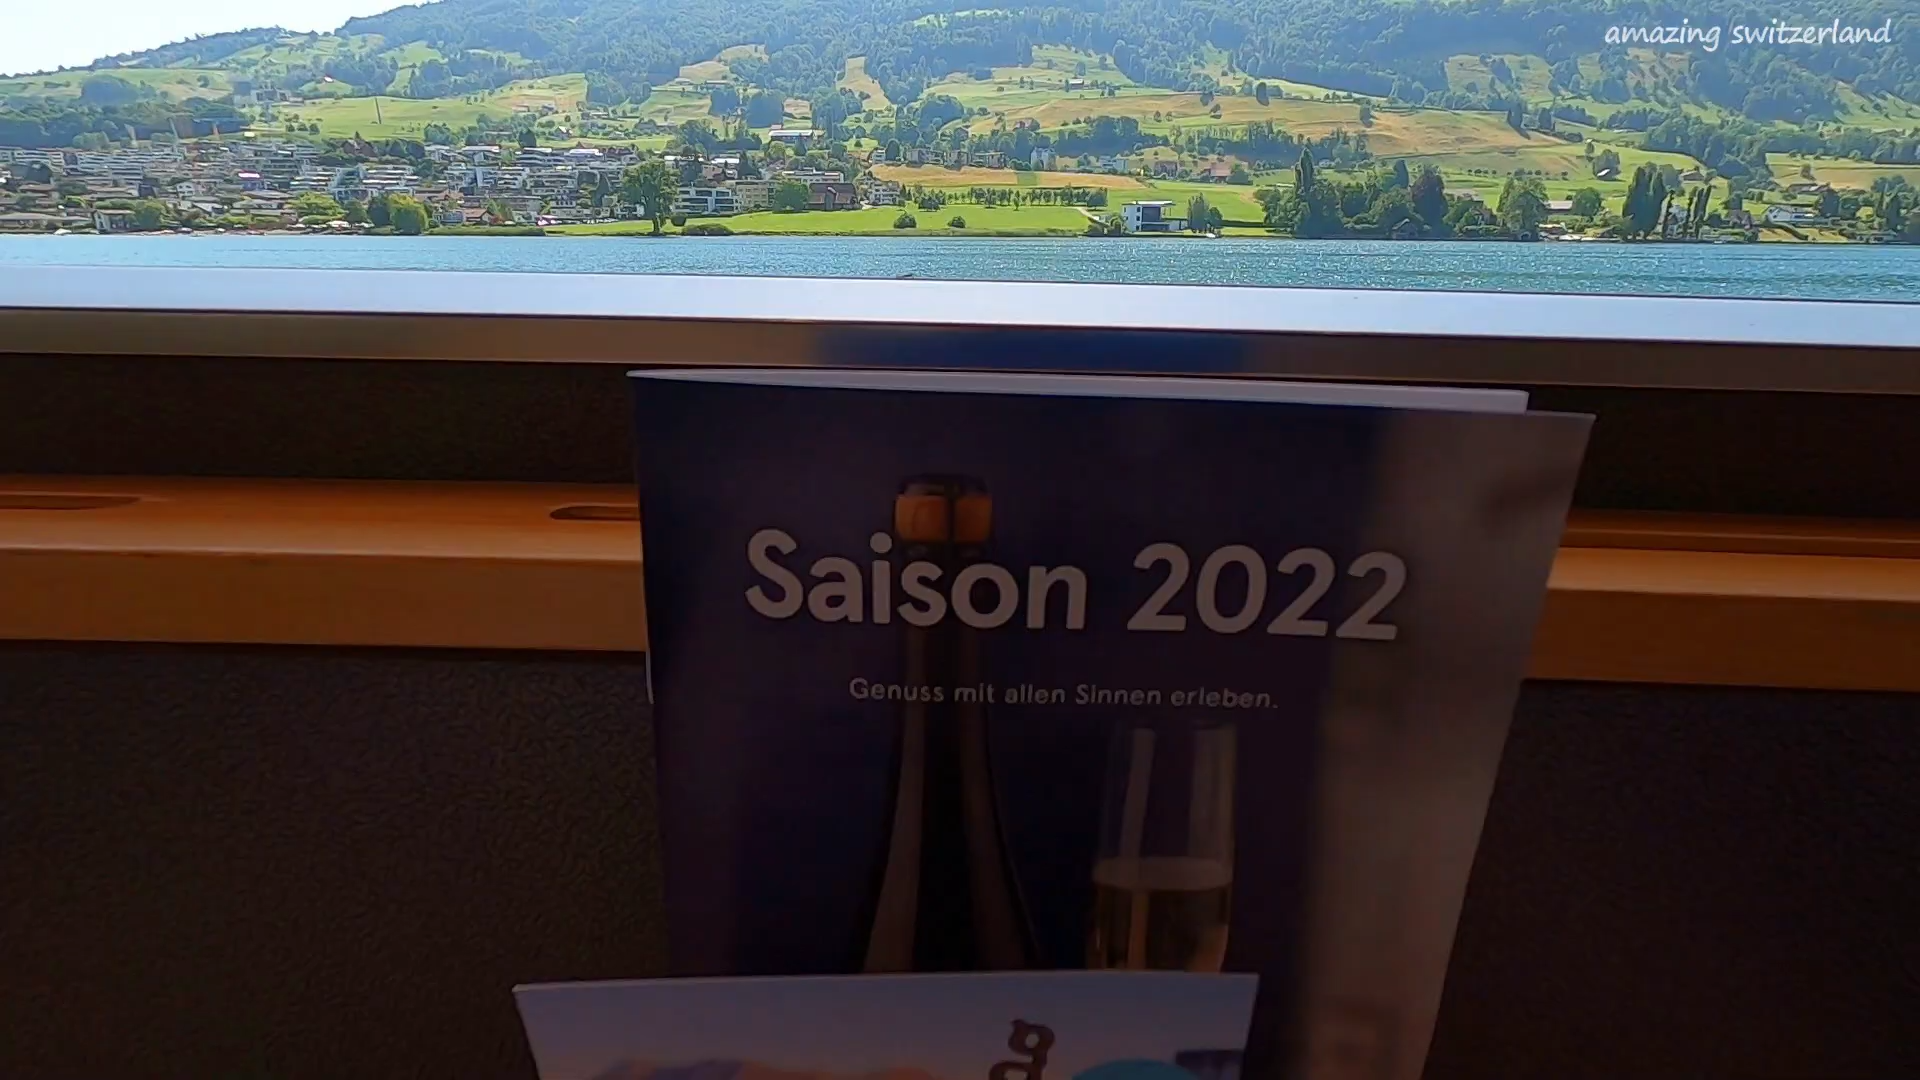 amazing switzerland
Saison 2022
Genuss mit allen Sinnen erleben.
g